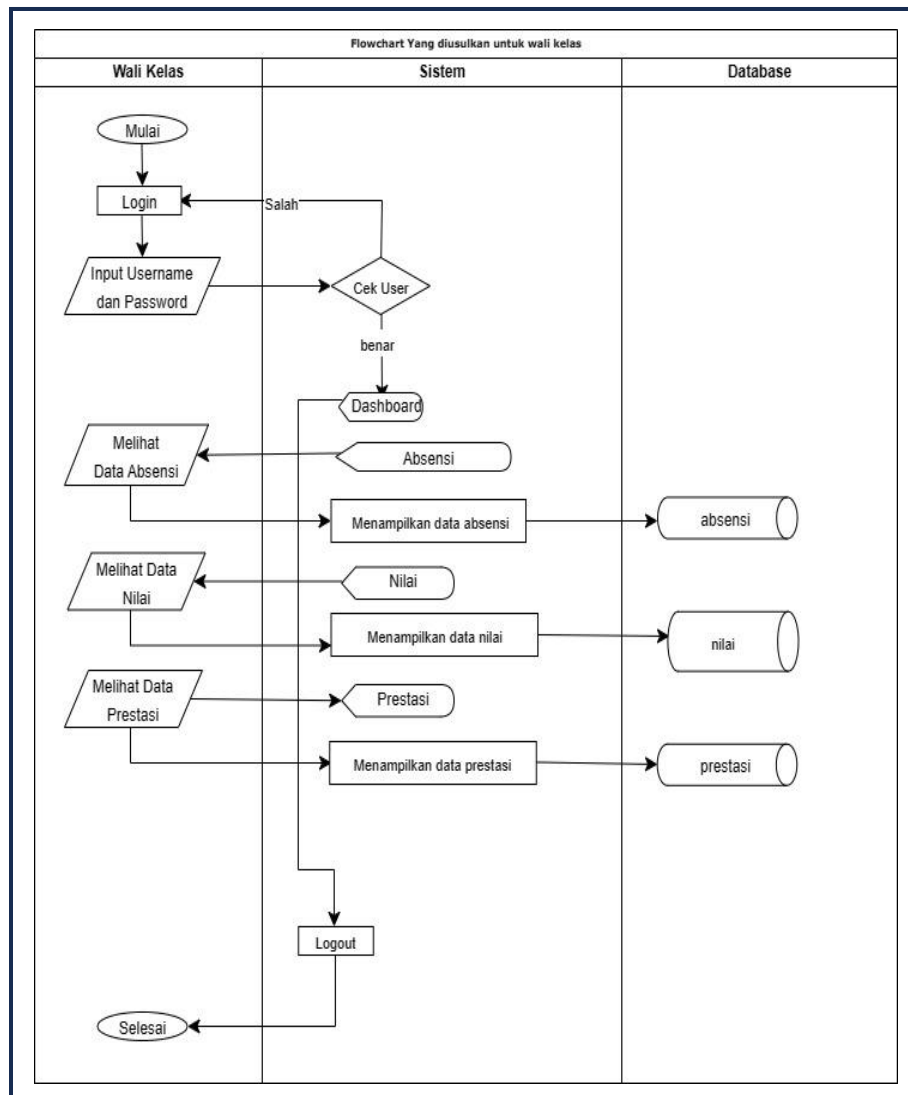 Flowchart Yang diusulkan untuk wali kelas
Wali Kelas
Sistem
Database
Mulai
Login
Salah
Input Username
dan Password
Cek User
benar
Dashboard
Melihat
Data Absensi
Absensi
Menampilkan data absensi
absensi
Melihat Data
Nilai
Nilai
Menampilkan data nilai
nilai
Melihat Data
Prestasi
Prestasi
Menampilkan data prestasi
prestasi
Logout
Selesai